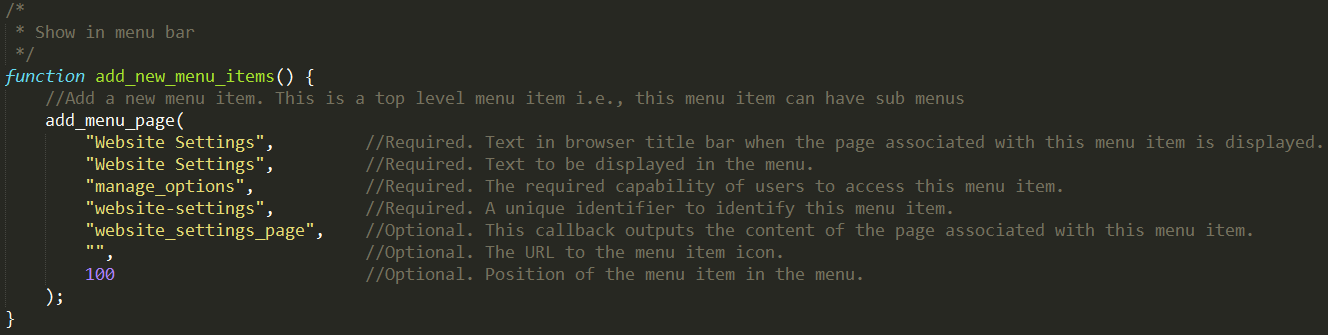 /*
 * Show in menu bar
 */
function add_new_menu_items() {
    //Add a new menu item. This is a top level menu item i.e., this menu item can have sub menus
    add_menu_page(
        "Website Settings",         //Required. Text in browser title bar when the page associated with this menu item is displayed.
        "Website Settings",         //Required. Text to be displayed in the menu.
        "manage_options",           //Required. The required capability of users to access this menu item.
        "website-settings",         //Required. A unique identifier to identify this menu item.
        "website_settings_page",    //Optional. This callback outputs the content of the page associated with this menu item.
        "",                         //Optional. The URL to the menu item icon.
        100                         //Optional. Position of the menu item in the menu.
    );
}